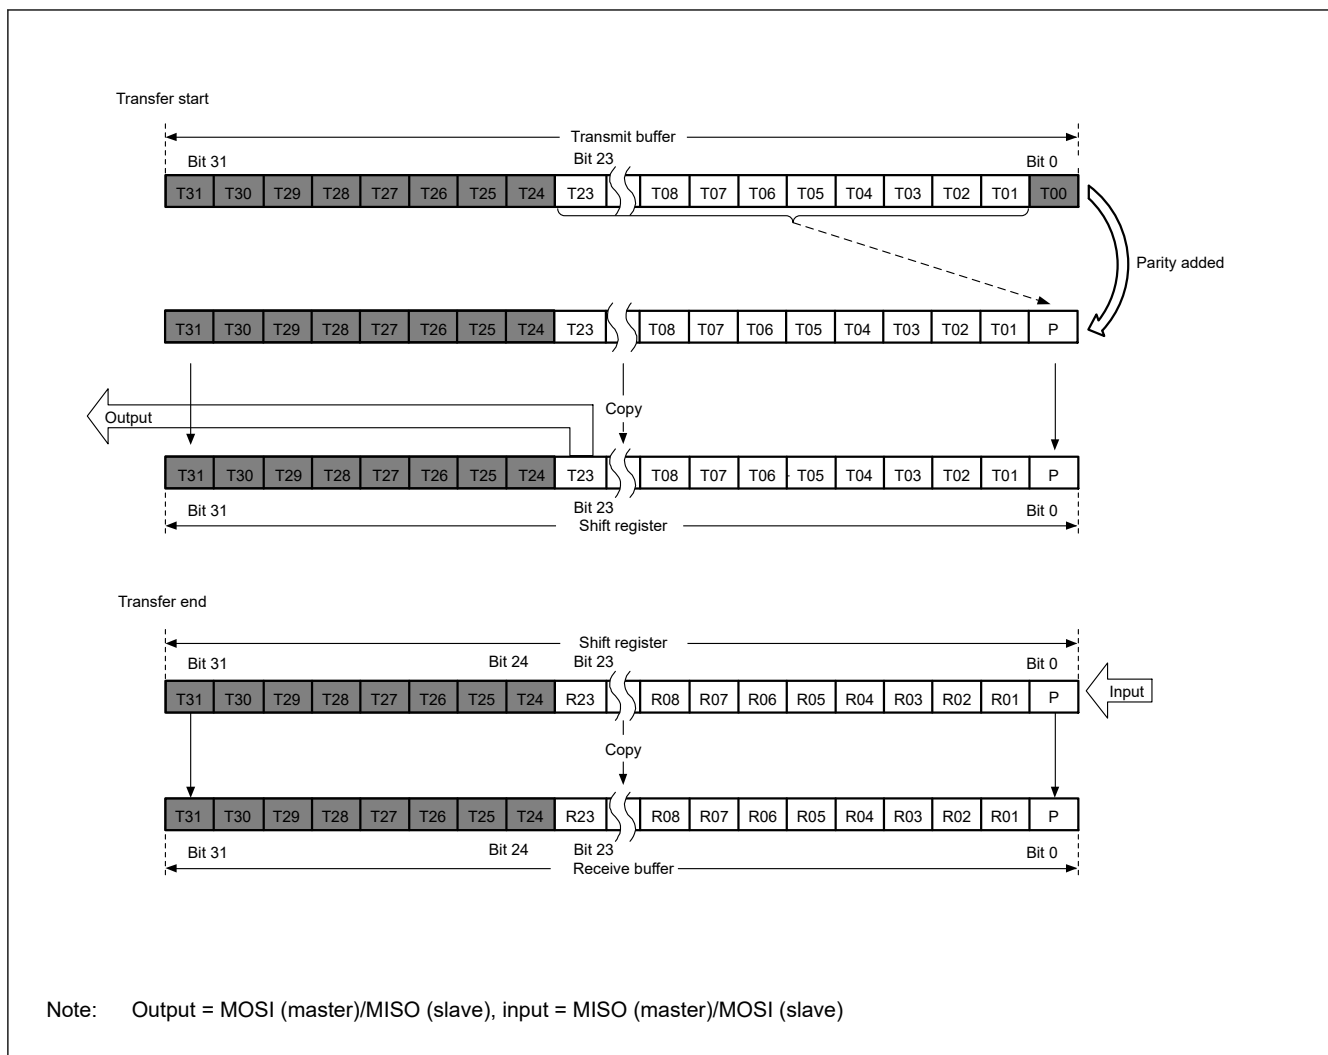 Transfer start
Transmit buffer
Bit 31 Bit 23 Bit 0
T31 T30 T29 T28 T27 T26 T25 T24 T23 T08 T07 T06 T05 T04 T03 T02 T01 T00
Parity added
T31 T30 T29 T28 T27 T26 T25 T24 T23 T08 T07 T06 T05 T04 T03 T02 T01 P
Output Copy
T31 T30 T29 T28 T27 T26 T25 T24 T23 T08 T07 T06 T05 T04 T03 T02 T01 P
Bit 31 Bit 23 Bit 0
Shift register
Transfer end
Shift register
Bit 31 Bit 24 Bit 23 Bit 0
T31 T30 T29 T28 T27 T26 T25 T24 R23 R08 R07 R06 R05 R04 R03 R02 R01 P Input
Copy
T31 T30 T29 T28 T27 T26 T25 T24 R23 R08 R07 R06 R05 R04 R03 R02 R01 P
Bit 31 Bit 24 Bit 23 Bit 0
Receive buffer
Note: Output = MOSI (master)/MISO (slave), input = MISO (master)/MOSI (slave)